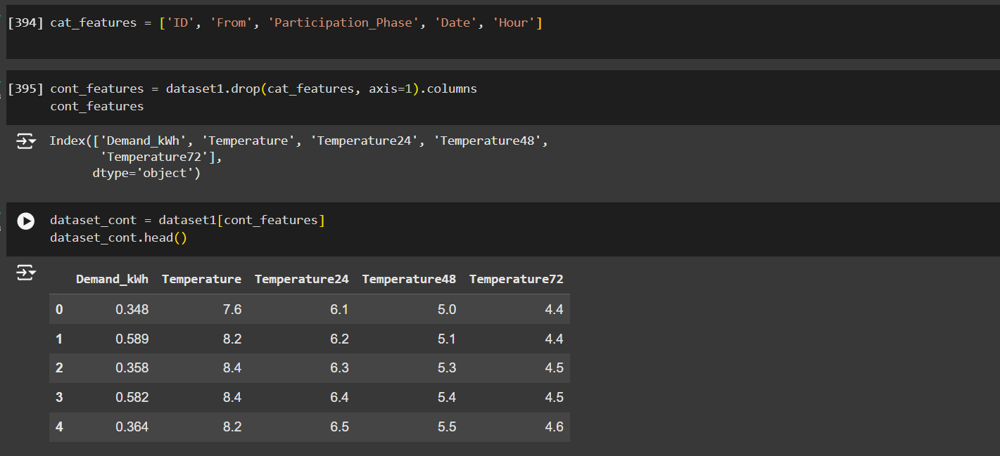 [394] cat_features = ['ID', 'From', 'Participation_Phase', 'Date', 'Hour']
[395] cont_features = dataset1.drop(cat_features, axis=1).columns
cont_features
Index(['Demand_kWh', 'Temperature', 'Temperature24', 'Temperature48',
'Temperature72'],
dtype='object')
dataset_cont = dataset1[cont_features]
dataset_cont.head()
Demand_kWh Temperature Temperature24 Temperature48 Temperature72
0 0.348 7.6 6.1 5.0 4.4
1 0.589 8.2 6.2 5.1 4.4
2 0.358 8.4 6.3 5.3 4.5
3 0.582 8.4 6.4 5.4 4.5
4 0.364 8.2 6.5 5.5 4.6